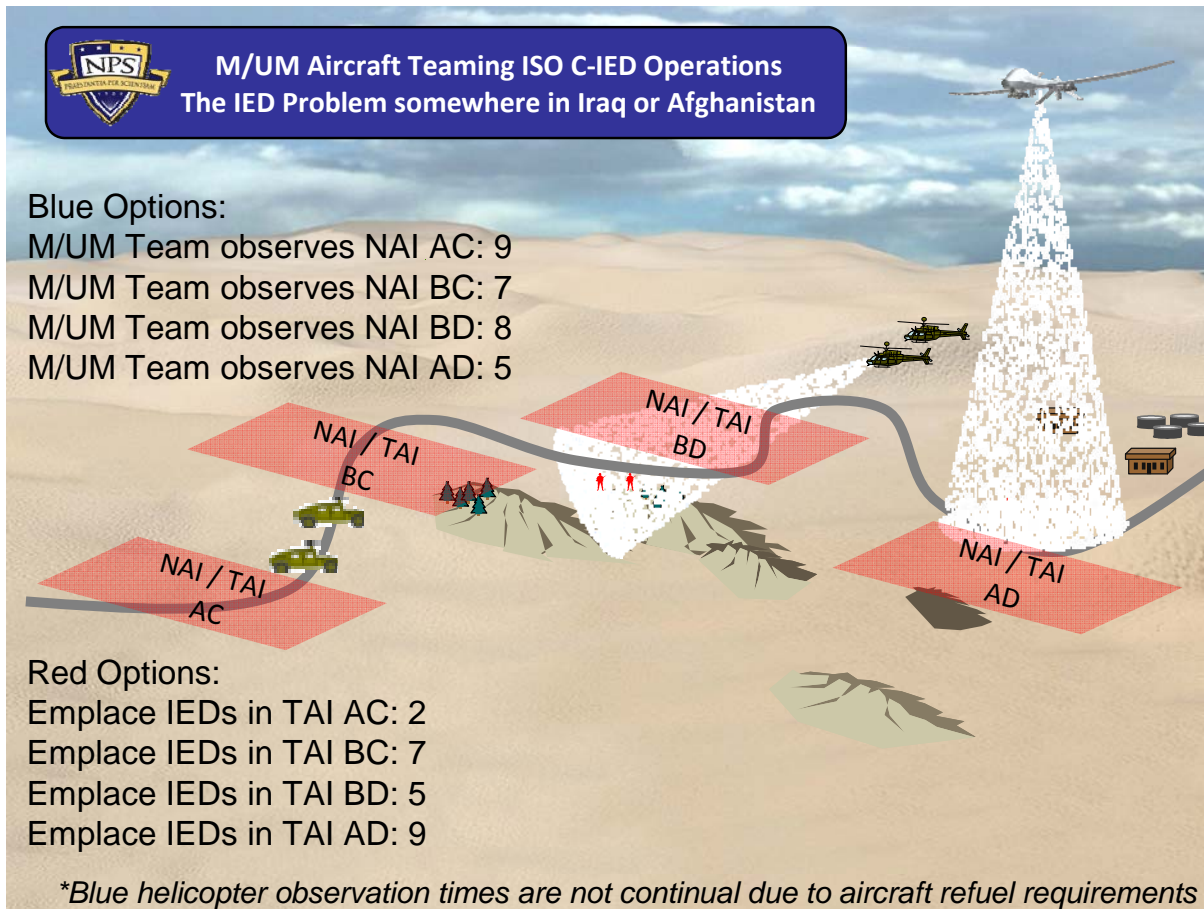 NPS
PRAESTANTIA PER SCIENTIAM
M/UM Aircraft Teaming ISO C-IED Operations
The IED Problem somewhere in Iraq or Afghanistan
Blue Options:
M/UM Team observes NAI AC: 9
M/UM Team observes NAI BC: 7
M/UM Team observes NAI BD: 8
M/UM Team observes NAI AD: 5
NAI / TAI
BD
NAI / TAI
BC
NAI / TAI
AD
NAI / TAI
AC
Red Options:
Emplace IEDs in TAI AC: 2
Emplace IEDs in TAI BC: 7
Emplace IEDs in TAI BD: 5
Emplace IEDs in TAI AD: 9
*Blue helicopter observation times are not continual due to aircraft refuel requirements